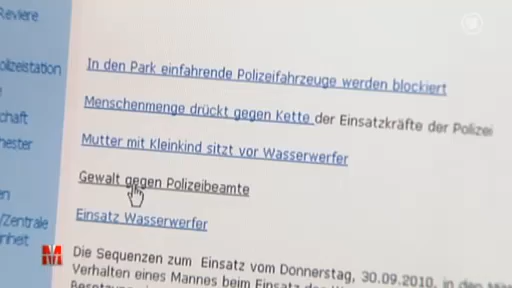 Reviere
In den Park einfahrende Polizeifahrzeuge werden blockiert
olizeistation
Menschenmenge drückt gegen Kette der Einsatzkräfte der Polizei
chaft
Mutter mit Kleinkind sitzt vor Wasserwerfer
hester
Gewalt gegen Polizeibeamte
en
Einsatz Wasserwerfer
/Zentrale
nheit
Die Sequenzen zum Einsatz vom Donnerstag, 30.09.2010, in den
Verhalten eines Mannes beim Einsatz